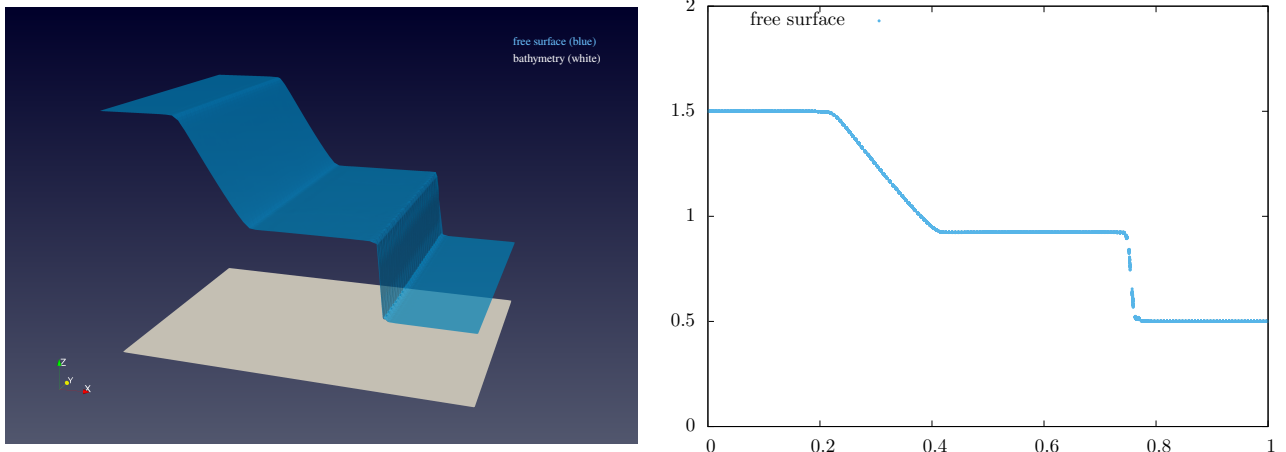 free surface (blue)
bathymetry (white)
Z
Y
X
free surface
2
1.5
1
0.5
0
0 0.2 0.4 0.6 0.8 1